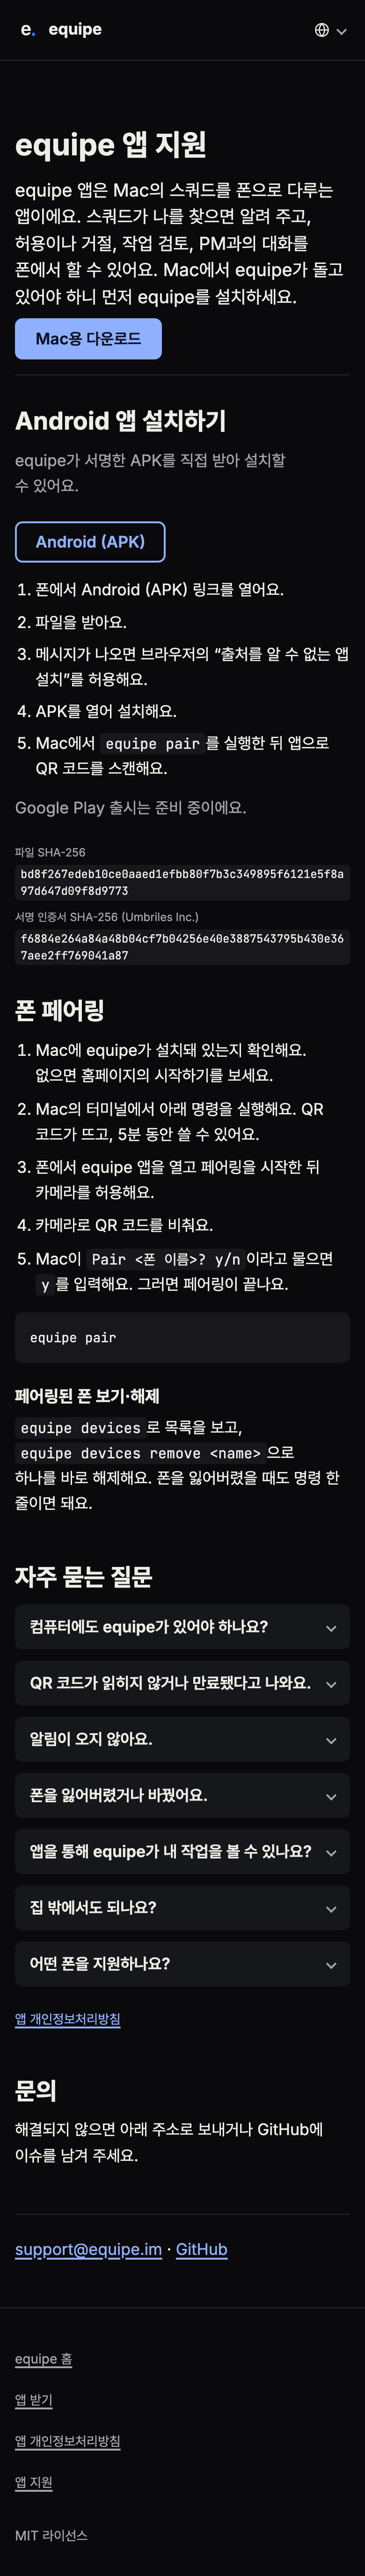 e. equipe
equipe 앱 지원
equipe 앱은 Mac의 스쿼드를 폰으로 다루는
앱이에요. 스쿼드가 나를 찾으면 알려 주고,
허용이나 거절, 작업 검토, PM과의 대화를
폰에서 할 수 있어요. Mac에서 equipe가 돌고
있어야 하니 먼저 equipe를 설치하세요.
Mac용 다운로드
Android 앱 설치하기
equipe가 서명한 APK를 직접 받아 설치할
수 있어요.
Android (APK)
1. 폰에서 Android (APK) 링크를 열어요.
2. 파일을 받아요.
3. 메시지가 나오면 브라우저의 “출처를 알 수 없는 앱
설치”를 허용해요.
4. APK를 열어 설치해요.
5. Mac에서 equipe pair 를 실행한 뒤 앱으로
QR 코드를 스캔해요.
Google Play 출시는 준비 중이에요.
파일 SHA-256
bd8f267edeb10ce0aaed1efbb80f7b3c349895f6121e5f8a
97d647d09f8d9773
서명 인증서 SHA-256 (Umbriles Inc.)
f6884e264a84a48b04cf7b04256e40e3887543795b430e36
7aee2ff769041a87
폰 페어링
1. Mac에 equipe가 설치돼 있는지 확인해요.
없으면 홈페이지의 시작하기를 보세요.
2. Mac의 터미널에서 아래 명령을 실행해요. QR
코드가 뜨고, 5분 동안 쓸 수 있어요.
3. 폰에서 equipe 앱을 열고 페어링을 시작한 뒤
카메라를 허용해요.
4. 카메라로 QR 코드를 비춰요.
5. Mac이 Pair <폰 이름>? y/n 이라고 물으면
y 를 입력해요. 그러면 페어링이 끝나요.
equipe pair
페어링된 폰 보기·해제
equipe devices 로 목록을 보고,
equipe devices remove <name> 으로
하나를 바로 해제해요. 폰을 잃어버렸을 때도 명령 한
줄이면 돼요.
자주 묻는 질문
컴퓨터에도 equipe가 있어야 하나요?
QR 코드가 읽히지 않거나 만료됐다고 나와요.
알림이 오지 않아요.
폰을 잃어버렸거나 바꿨어요.
앱을 통해 equipe가 내 작업을 볼 수 있나요?
집 밖에서도 되나요?
어떤 폰을 지원하나요?
앱 개인정보처리방침
문의
해결되지 않으면 아래 주소로 보내거나 GitHub에
이슈를 남겨 주세요.
support@equipe.im · GitHub
equipe 홈
앱 받기
앱 개인정보처리방침
앱 지원
MIT 라이선스